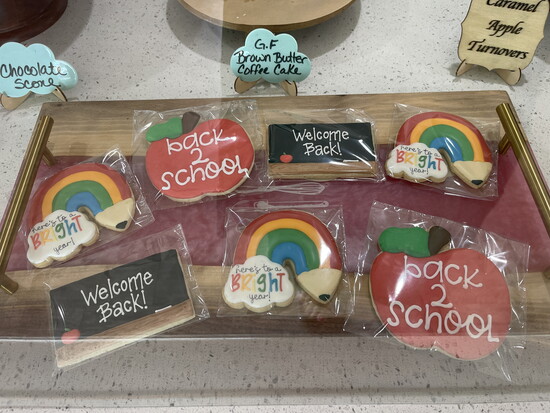 Chocolate
Scone
G.F
Brown Butter
Coffee Cake
Caramel
Apple
Turnovers
back
2
school
Welcome
Back!
here's to a
BRIGHT
year!
here's to a
BRIGHT
year!
Welcome
Back!
here's to a
BRIGHT
year!
back
2
school